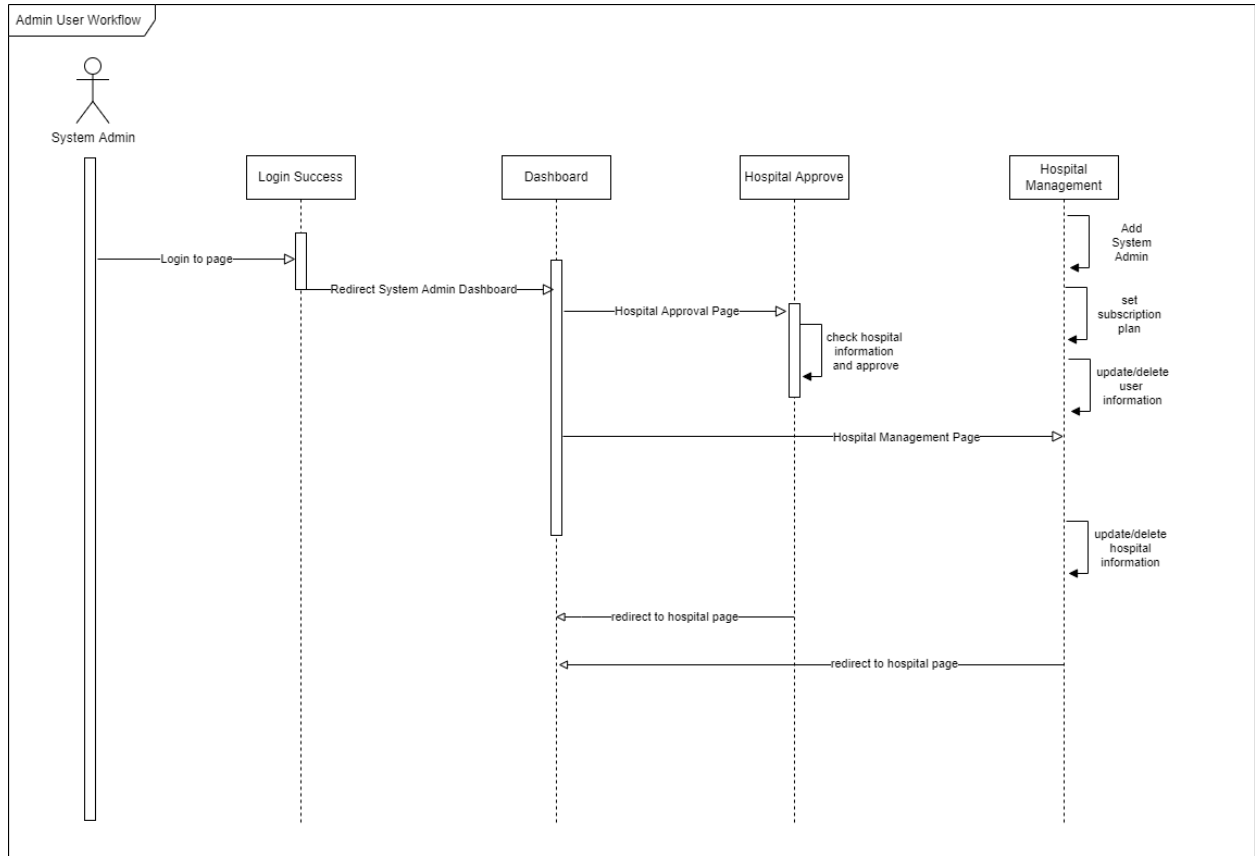 Admin User Workflow
System Admin
Login Success
Dashboard
Hospital Approve
Hospital
Management
Add
System
Admin
Login to page
Redirect System Admin Dashboard
set
subscription
plan
Hospital Approval Page
check hospital
information
and approve
update/delete
user
information
Hospital Management Page
update/delete
hospital
information
redirect to hospital page
redirect to hospital page